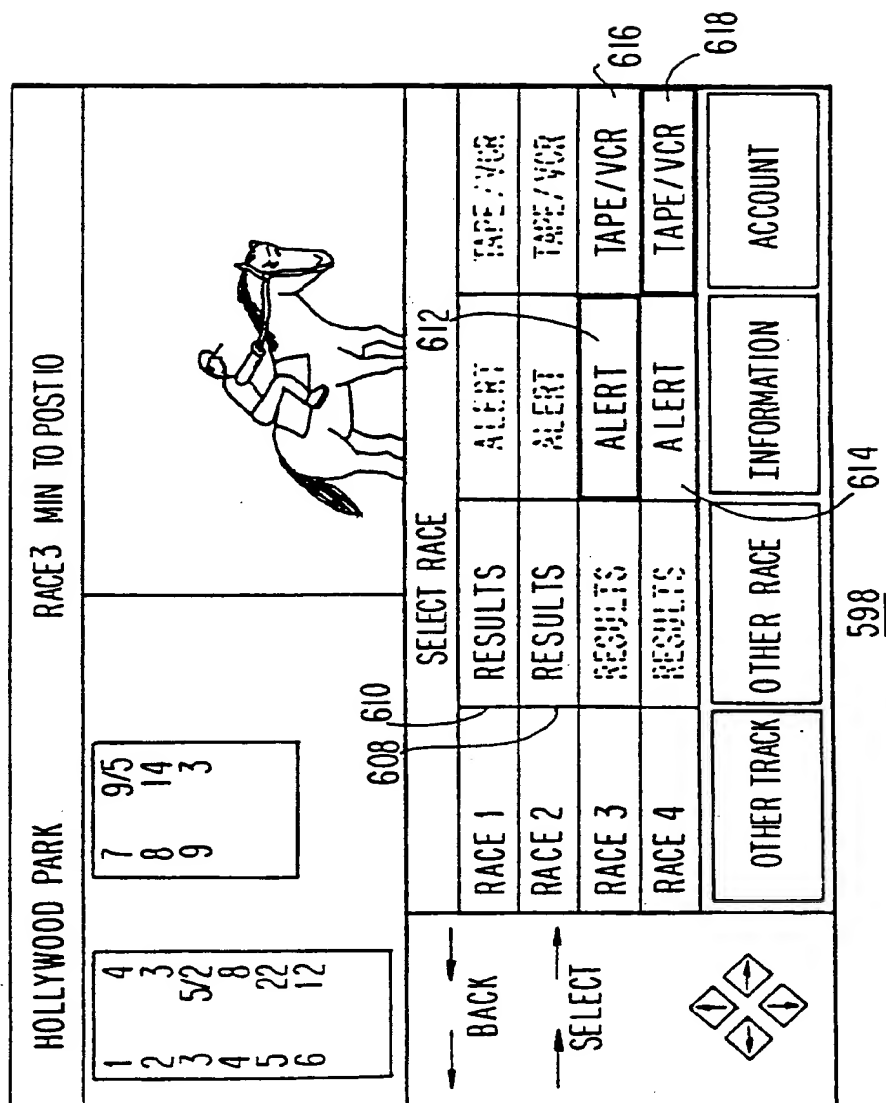 HOLLYWOOD PARK RACE3 MIN TO POST10
1 4
2 3
3 5/2
4 8
5 22
6 12
7 9/5
8 14
9 3
BACK
SELECT
SELECT RACE
RACE 1 RESULTS ALERT TAPE/VCR
RACE 2 RESULTS ALERT TAPE/VCR
RACE 3 RESULTS ALERT TAPE/VCR
RACE 4 RESULTS ALERT TAPE/VCR
OTHER TRACK OTHER RACE INFORMATION ACCOUNT
610
608
612
616
618
614
598